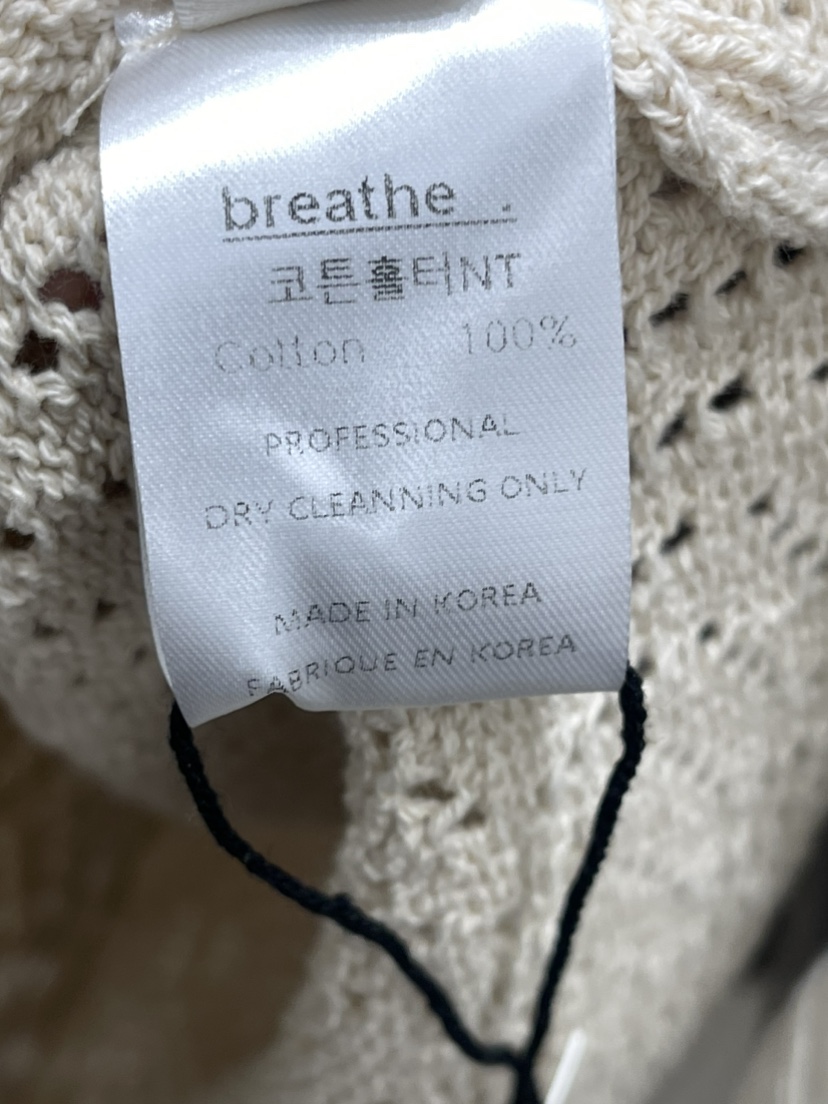 breathe .
코튼홀터NT
Cotton 100%
PROFESSIONAL
DRY CLEANNING ONLY
MADE IN KOREA
FABRIQUE EN KOREA